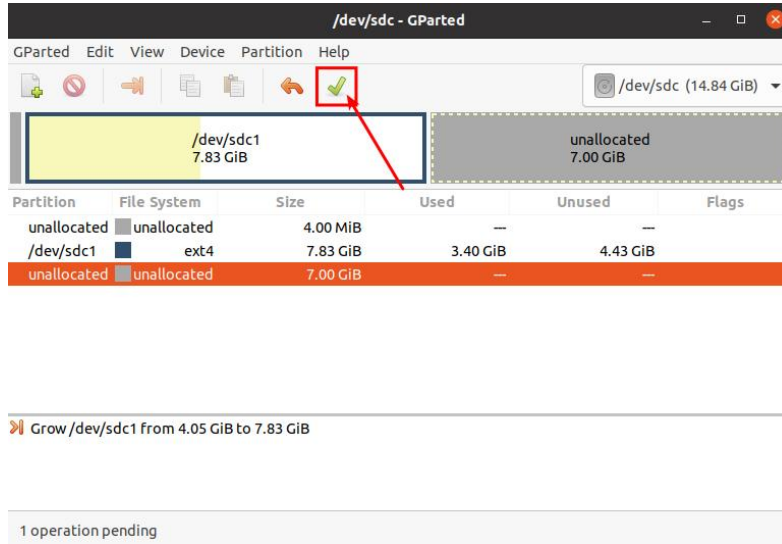 /dev/sdc - GParted
GParted Edit View Device Partition Help
/dev/sdc (14.84 GiB)
/dev/sdc1
7.83 GiB
unallocated
7.00 GiB
Partition File System Size Used Unused Flags
unallocated unallocated 4.00 MiB — —
/dev/sdc1 ext4 7.83 GiB 3.40 GiB 4.43 GiB
unallocated unallocated 7.00 GiB — —
Grow /dev/sdc1 from 4.05 GiB to 7.83 GiB
1 operation pending